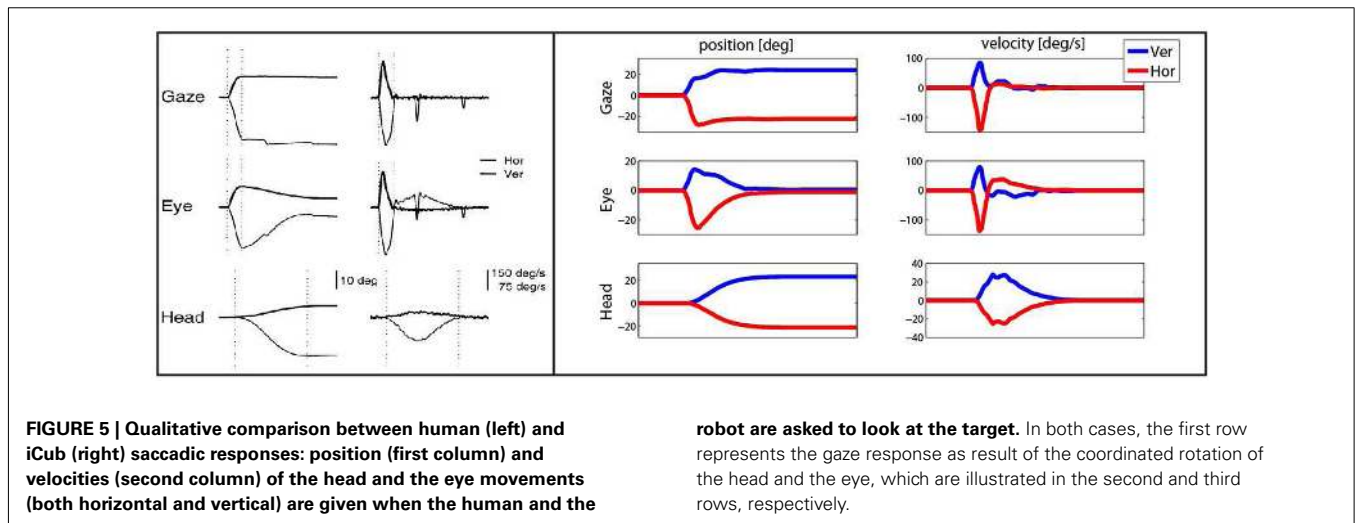 Gaze
Eye
Head
Hor
Ver
10 deg
150 deg/s
75 deg/s
position [deg]
velocity [deg/s]
Ver
Hor
Gaze
20
0
−20
100
0
−100
Eye
20
0
−20
100
0
−100
Head
20
0
−20
40
20
0
−20
−40
FIGURE 5 | Qualitative comparison between human (left) and
iCub (right) saccadic responses: position (first column) and
velocities (second column) of the head and the eye movements
(both horizontal and vertical) are given when the human and the
robot are asked to look at the target. In both cases, the first row
represents the gaze response as result of the coordinated rotation of
the head and the eye, which are illustrated in the second and third
rows, respectively.